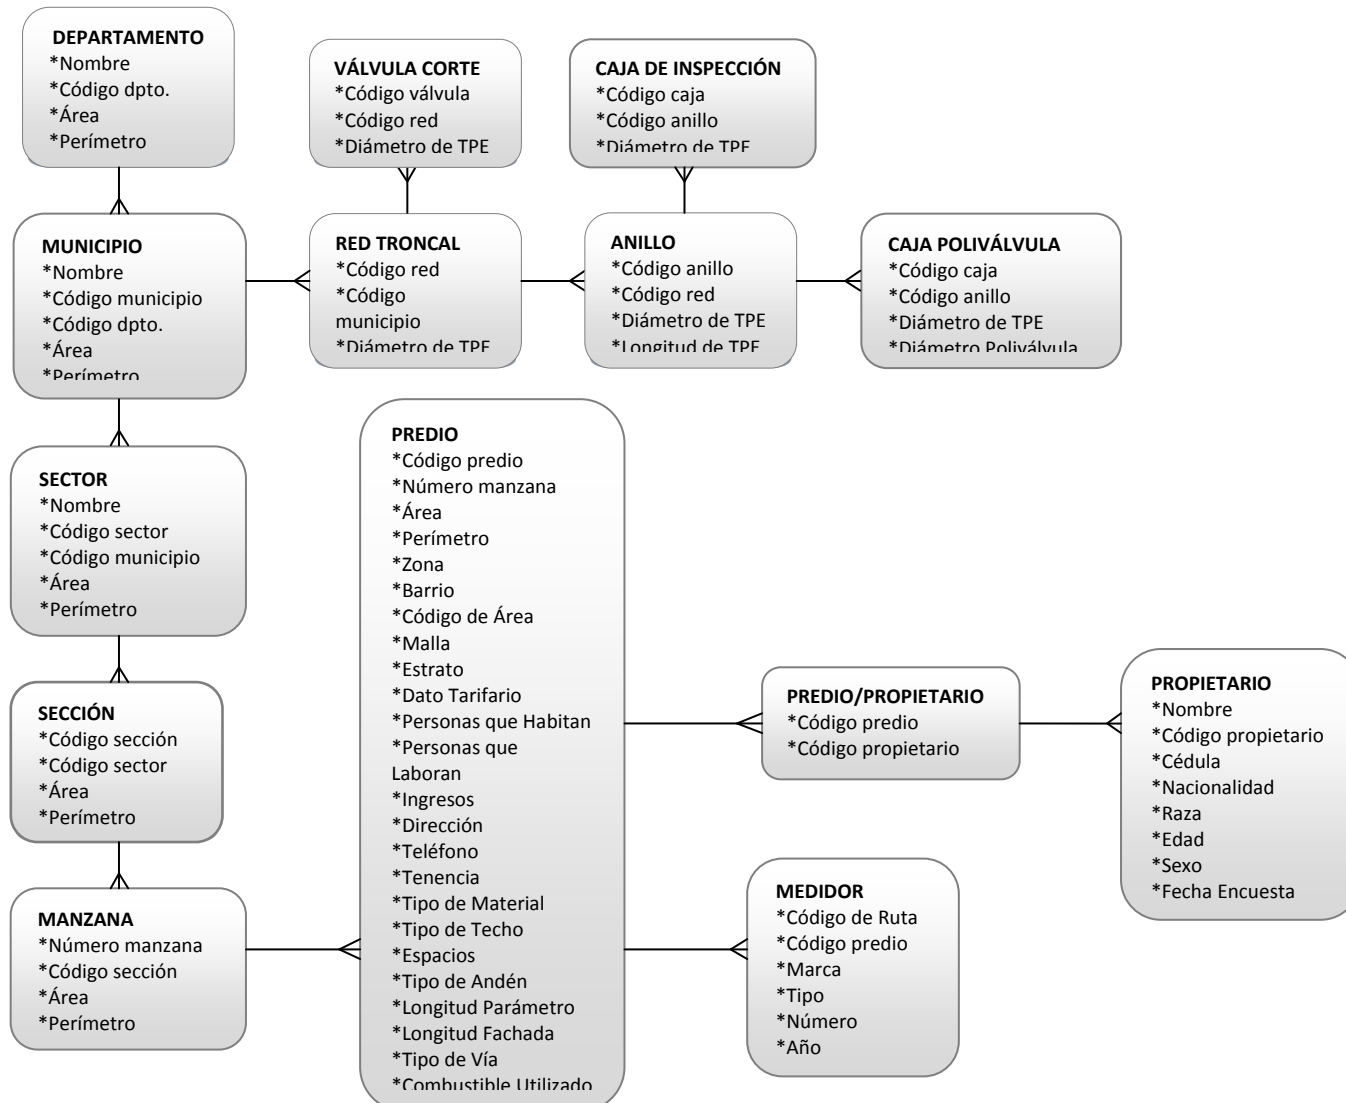 DEPARTAMENTO
*Nombre
*Código dpto.
*Área
*Perímetro
VÁLVULA CORTE
*Código válvula
*Código red
*Diámetro de TPE
CAJA DE INSPECCIÓN
*Código caja
*Código anillo
*Diámetro de TPE
MUNICIPIO
*Nombre
*Código municipio
*Código dpto.
*Área
*Perímetro
RED TRONCAL
*Código red
*Código
municipio
*Diámetro de TPE
ANILLO
*Código anillo
*Código red
*Diámetro de TPE
*Longitud de TPE
CAJA POLIVÁLVULA
*Código caja
*Código anillo
*Diámetro de TPE
*Diámetro Poliválvula
SECTOR
*Nombre
*Código sector
*Código municipio
*Área
*Perímetro
SECCIÓN
*Código sección
*Código sector
*Área
*Perímetro
MANZANA
*Número manzana
*Código sección
*Área
*Perímetro
PREDIO
*Código predio
*Número manzana
*Área
*Perímetro
*Zona
*Barrio
*Código de Área
*Malla
*Estrato
*Dato Tarifario
*Personas que Habitan
*Personas que
Laboran
*Ingresos
*Dirección
*Teléfono
*Tenencia
*Tipo de Material
*Tipo de Techo
*Espacios
*Tipo de Andén
*Longitud Parámetro
*Longitud Fachada
*Tipo de Vía
*Combustible Utilizado
PREDIO/PROPIETARIO
*Código predio
*Código propietario
PROPIETARIO
*Nombre
*Código propietario
*Cédula
*Nacionalidad
*Raza
*Edad
*Sexo
*Fecha Encuesta
MEDIDOR
*Código de Ruta
*Código predio
*Marca
*Tipo
*Número
*Año